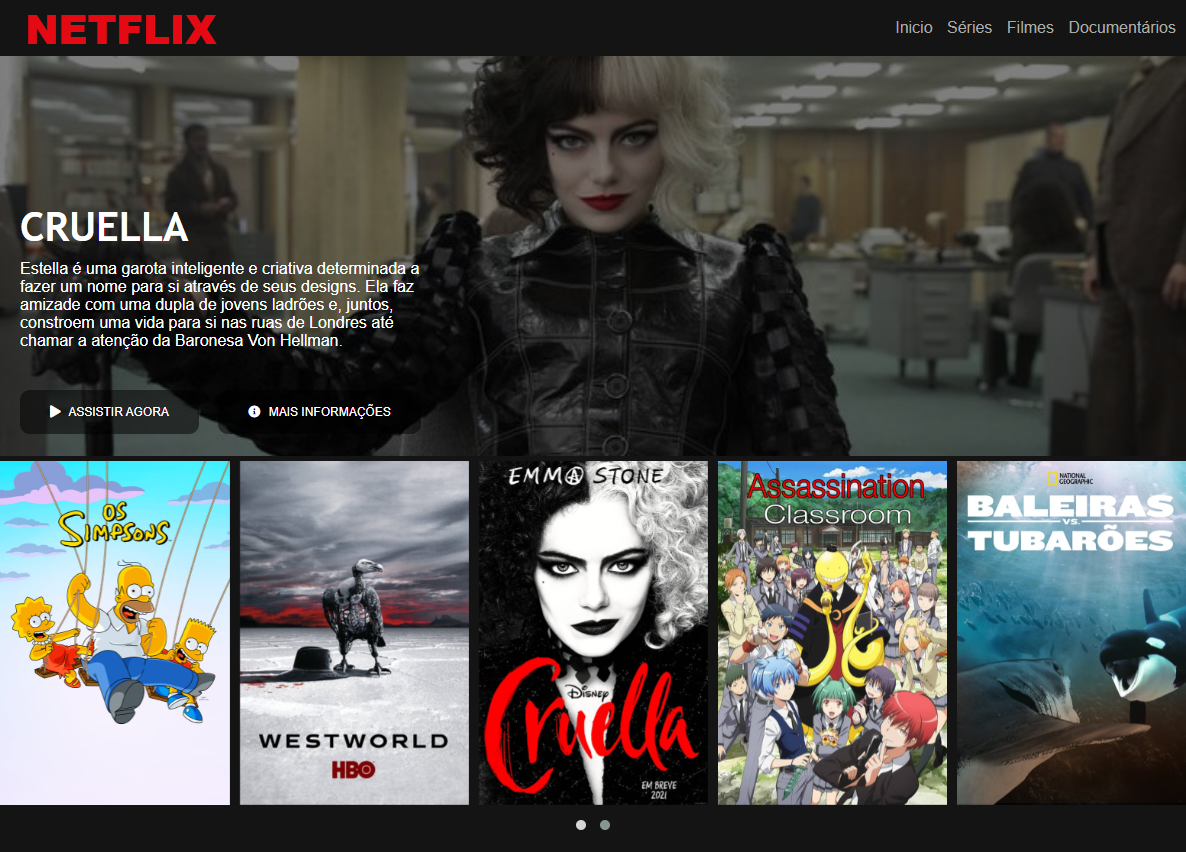 NETFLIX
Inicio Séries Filmes Documentários
CRUELLA
Estella é uma garota inteligente e criativa determinada a
fazer um nome para si através de seus designs. Ela faz
amizade com uma dupla de jovens ladrões e, juntos,
constroem uma vida para si nas ruas de Londres até
chamar a atenção da Baronesa Von Hellman.
ASSISTIR AGORA
MAIS INFORMAÇÕES
OS
SIMPSONS
WESTWORLD
HBO
EMMA STONE
DISNEY
Cruella
EM BREVE
2021
Assassination
Classroom
NATIONAL
GEOGRAPHIC
BALEIRAS
VS.
TUBARÕES